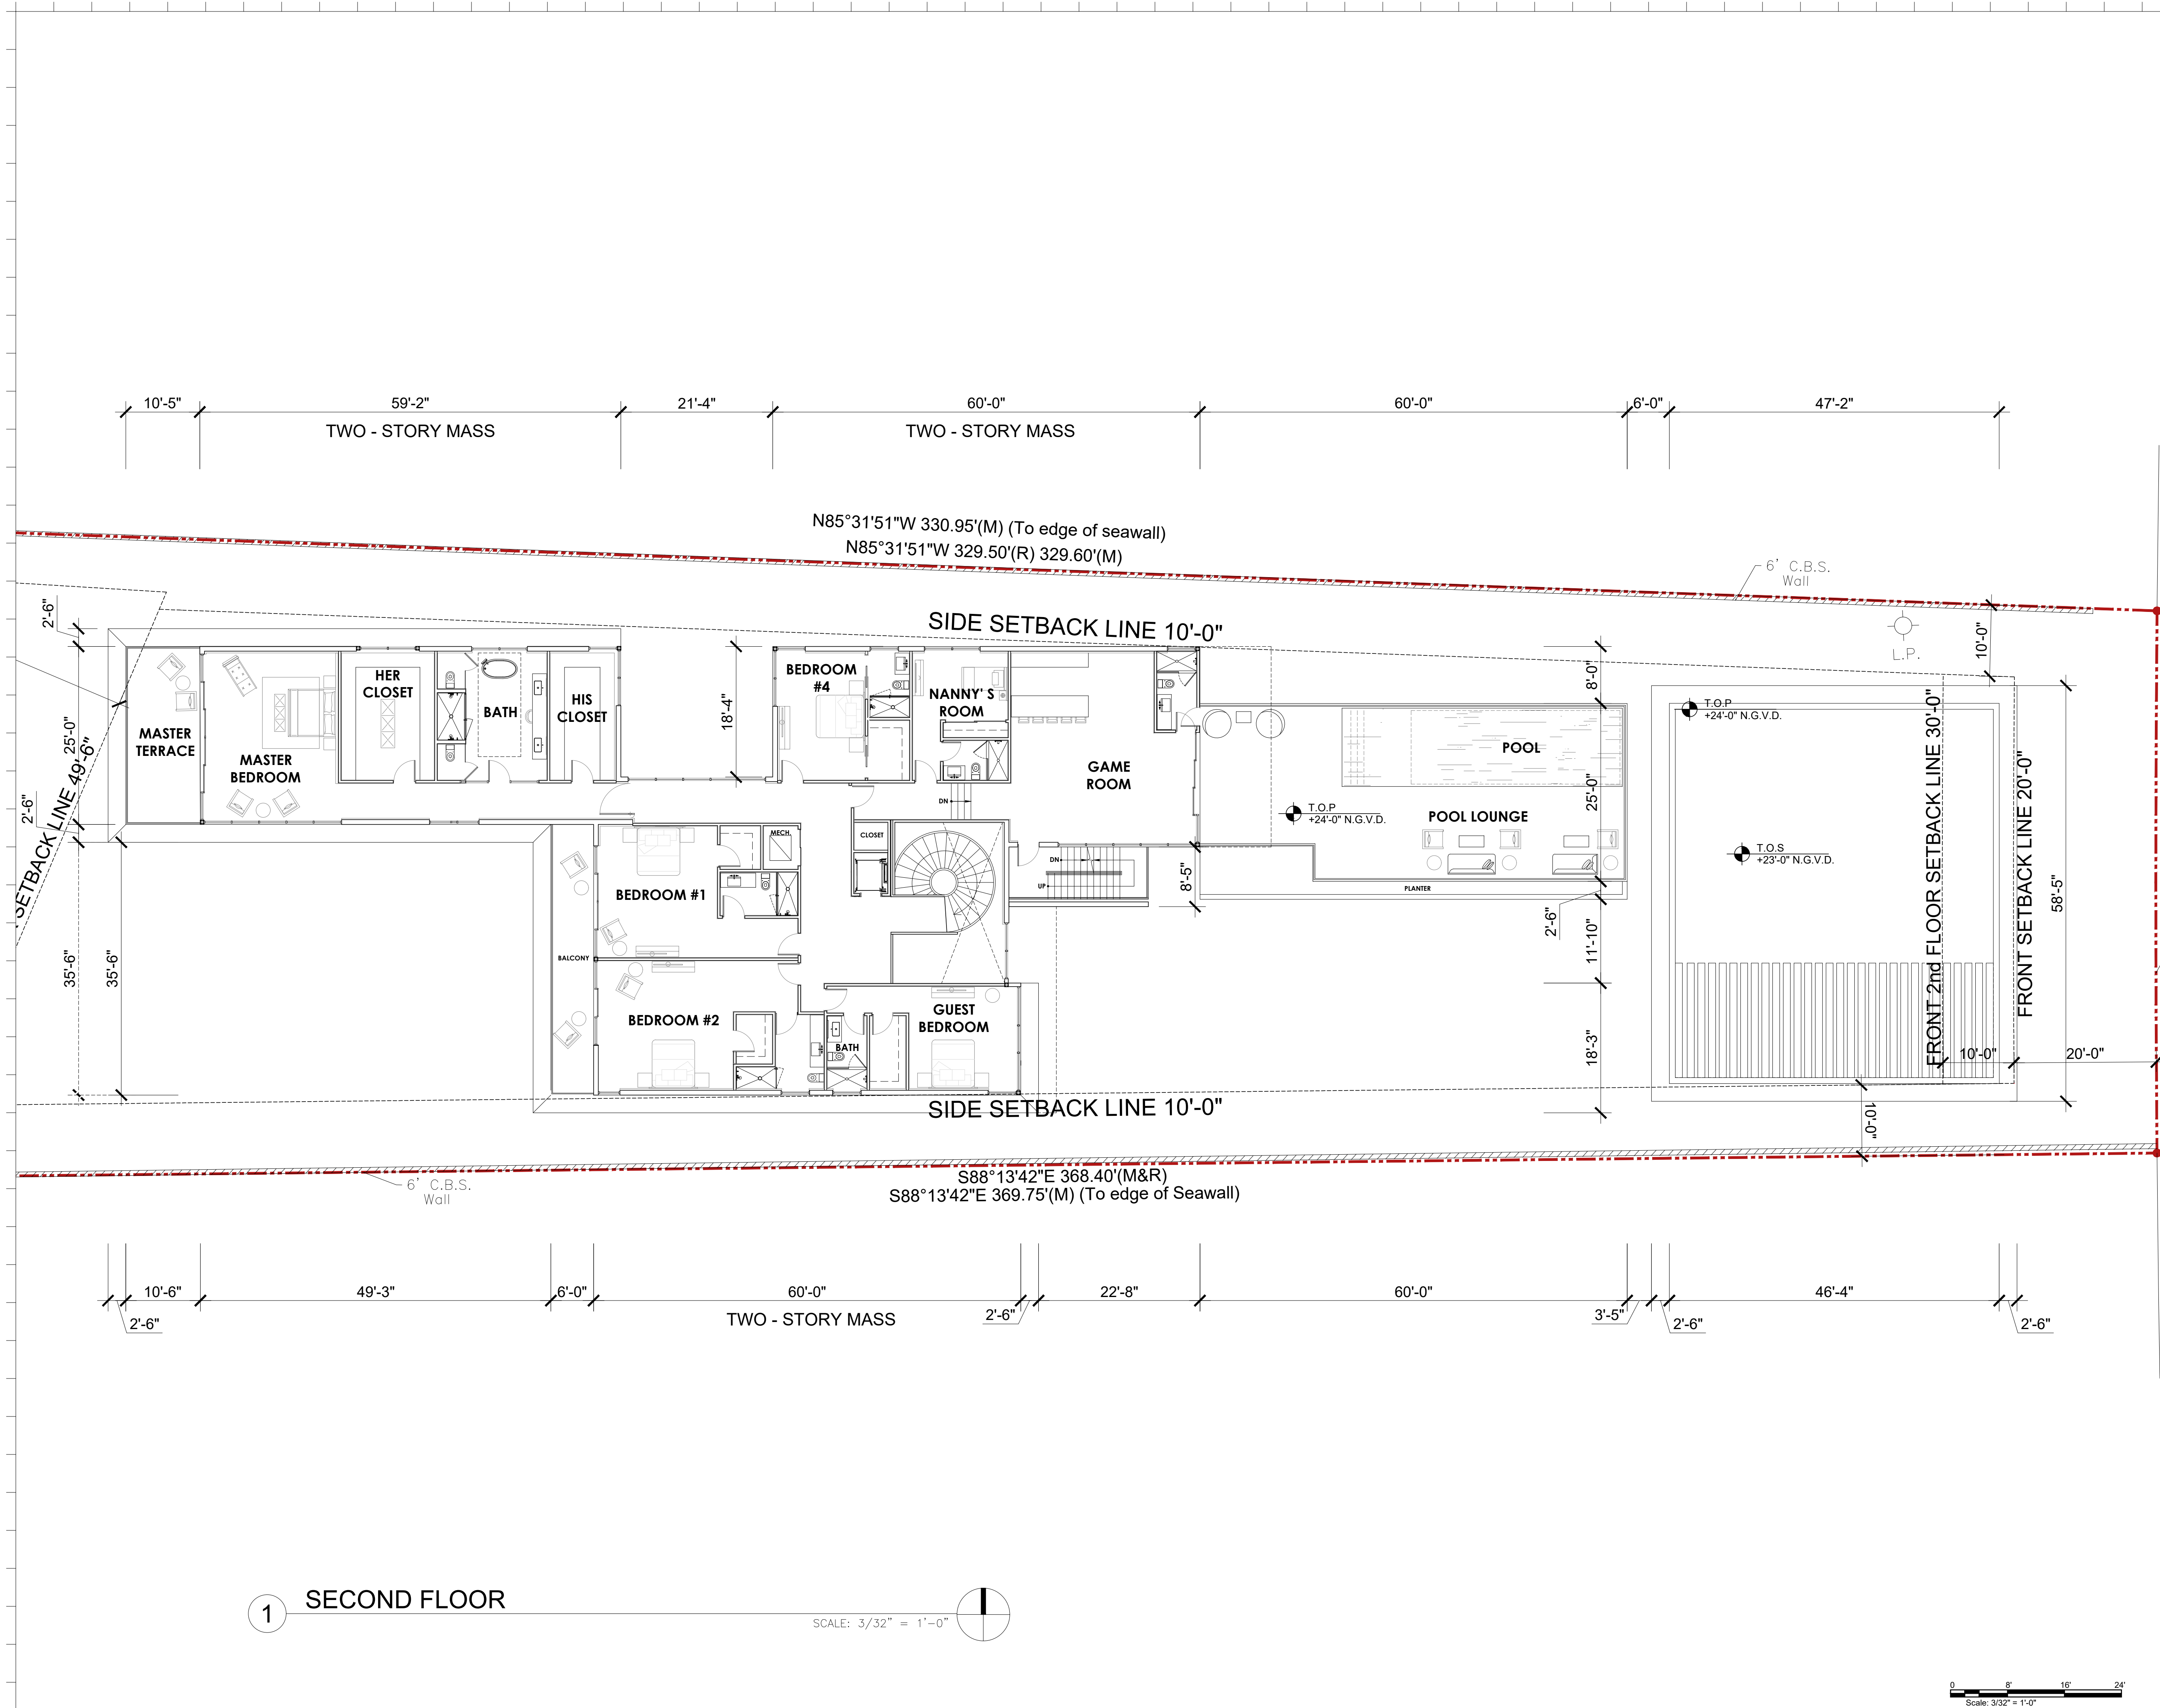 10'-5"
59'-2"
21'-4"
60'-0"
60'-0"
6'-0"
47'-2"
TWO - STORY MASS
TWO - STORY MASS
N85°31'51"W 330.95'(M) (To edge of seawall)
N85°31'51"W 329.50'(R) 329.60'(M)
6' C.B.S.
Wall
SIDE SETBACK LINE 10'-0"
L.P.
10'-0"
2'-6"
25'-0"
2'-6"
SETBACK LINE 49'-6"
35'-6"
35'-6"
MASTER
TERRACE
MASTER
BEDROOM
HER
CLOSET
BATH
HIS
CLOSET
18'-4"
BEDROOM
#4
NANNY' S
ROOM
GAME
ROOM
DN
8'-0"
POOL
25'-0"
T.O.P
+24'-0" N.G.V.D.
POOL LOUNGE
PLANTER
T.O.P
+24'-0" N.G.V.D.
T.O.S
+23'-0" N.G.V.D.
FRONT 2nd FLOOR SETBACK LINE 30'-0"
FRONT SETBACK LINE 20'-0"
58'-5"
MECH.
CLOSET
BEDROOM #1
DN
UP
8'-5"
2'-6"
11'-10"
18'-3"
BALCONY
BEDROOM #2
BATH
GUEST
BEDROOM
10'-0"
20'-0"
10'-0"
SIDE SETBACK LINE 10'-0"
6' C.B.S.
Wall
S88°13'42"E 368.40'(M&R)
S88°13'42"E 369.75'(M) (To edge of Seawall)
10'-6"
49'-3"
6'-0"
60'-0"
22'-8"
60'-0"
46'-4"
2'-6"
TWO - STORY MASS
2'-6"
3'-5"
2'-6"
2'-6"
1
SECOND FLOOR
SCALE: 3/32" = 1'-0"
0 8' 16' 24'
Scale: 3/32" = 1'-0"